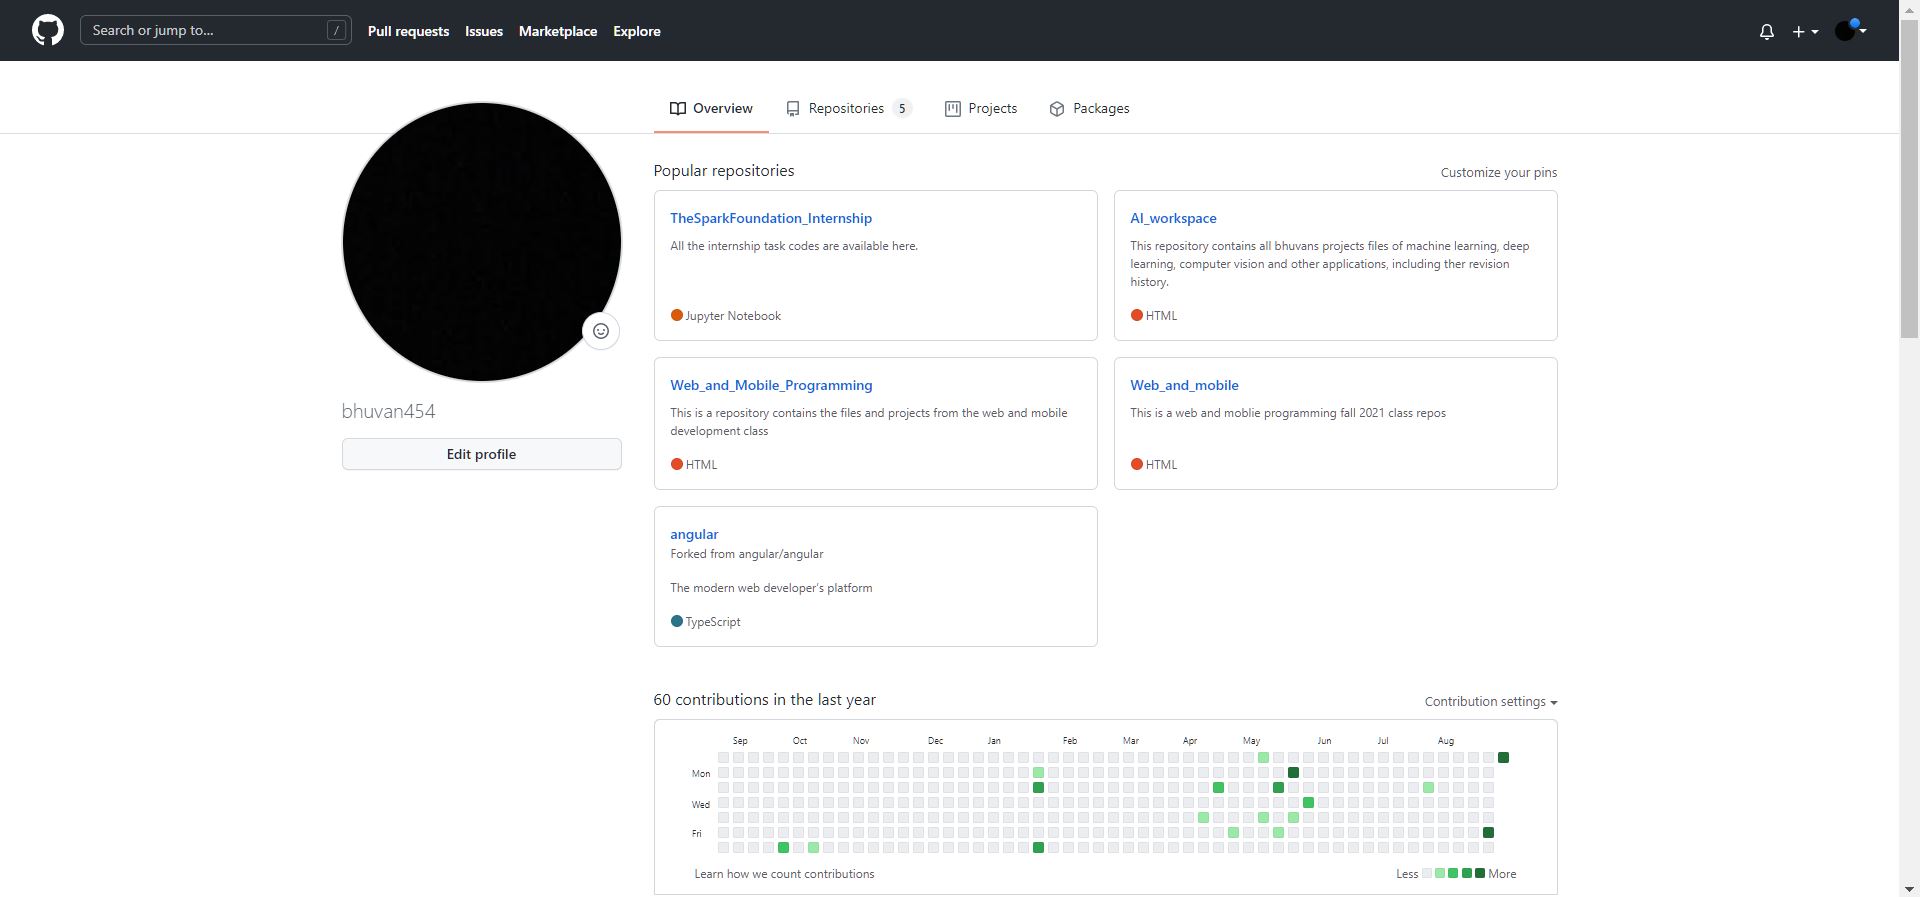 Search or jump to... /
Pull requests Issues Marketplace Explore
Overview Repositories 5 Projects Packages
bhuvan454
Edit profile
Popular repositories Customize your pins
TheSparkFoundation_Internship
All the internship task codes are available here.
Jupyter Notebook
AI_workspace
This repository contains all bhuvans projects files of machine learning, deep
learning, computer vision and other applications, including ther revision
history.
HTML
Web_and_Mobile_Programming
This is a repository contains the files and projects from the web and mobile
development class
HTML
Web_and_mobile
This is a web and moblie programming fall 2021 class repos
HTML
angular
Forked from angular/angular
The modern web developer's platform
TypeScript
60 contributions in the last year Contribution settings
Sep Oct Nov Dec Jan Feb Mar Apr May Jun Jul Aug
Mon
Wed
Fri
Learn how we count contributions Less More